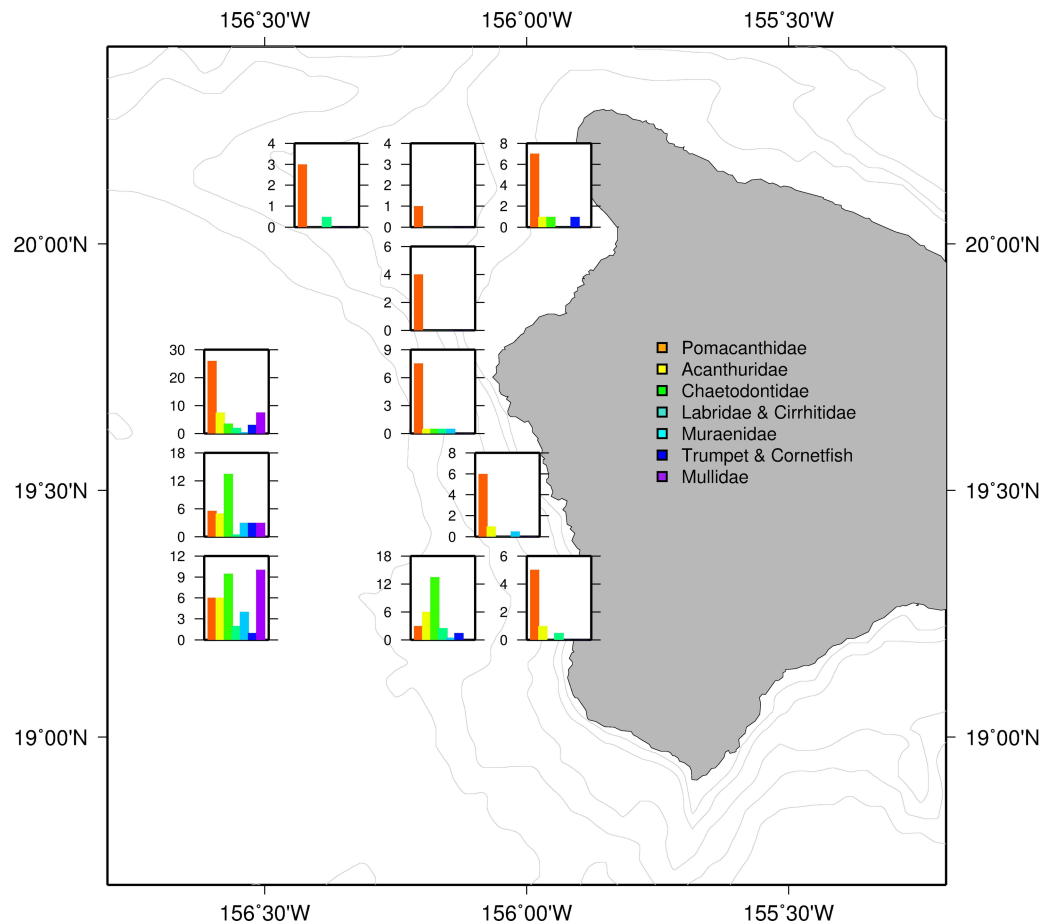 156˚30'W 156˚00'W 155˚30'W
4 4 8
3 3 6
2 2 4
1 1 2
0 0 0
20˚00'N 20˚00'N
6
4
2
0
30 9
20 6
10 3
0 0
Pomacanthidae
Acanthuridae
Chaetodontidae
Labridae & Cirrhitidae
Muraenidae
Trumpet & Cornetfish
Mullidae
18 8
12 6
6 4
0 2
0
19˚30'N 19˚30'N
12 18 6
9 12 4
6 6 2
3 0 0
0
19˚00'N 19˚00'N
156˚30'W 156˚00'W 155˚30'W